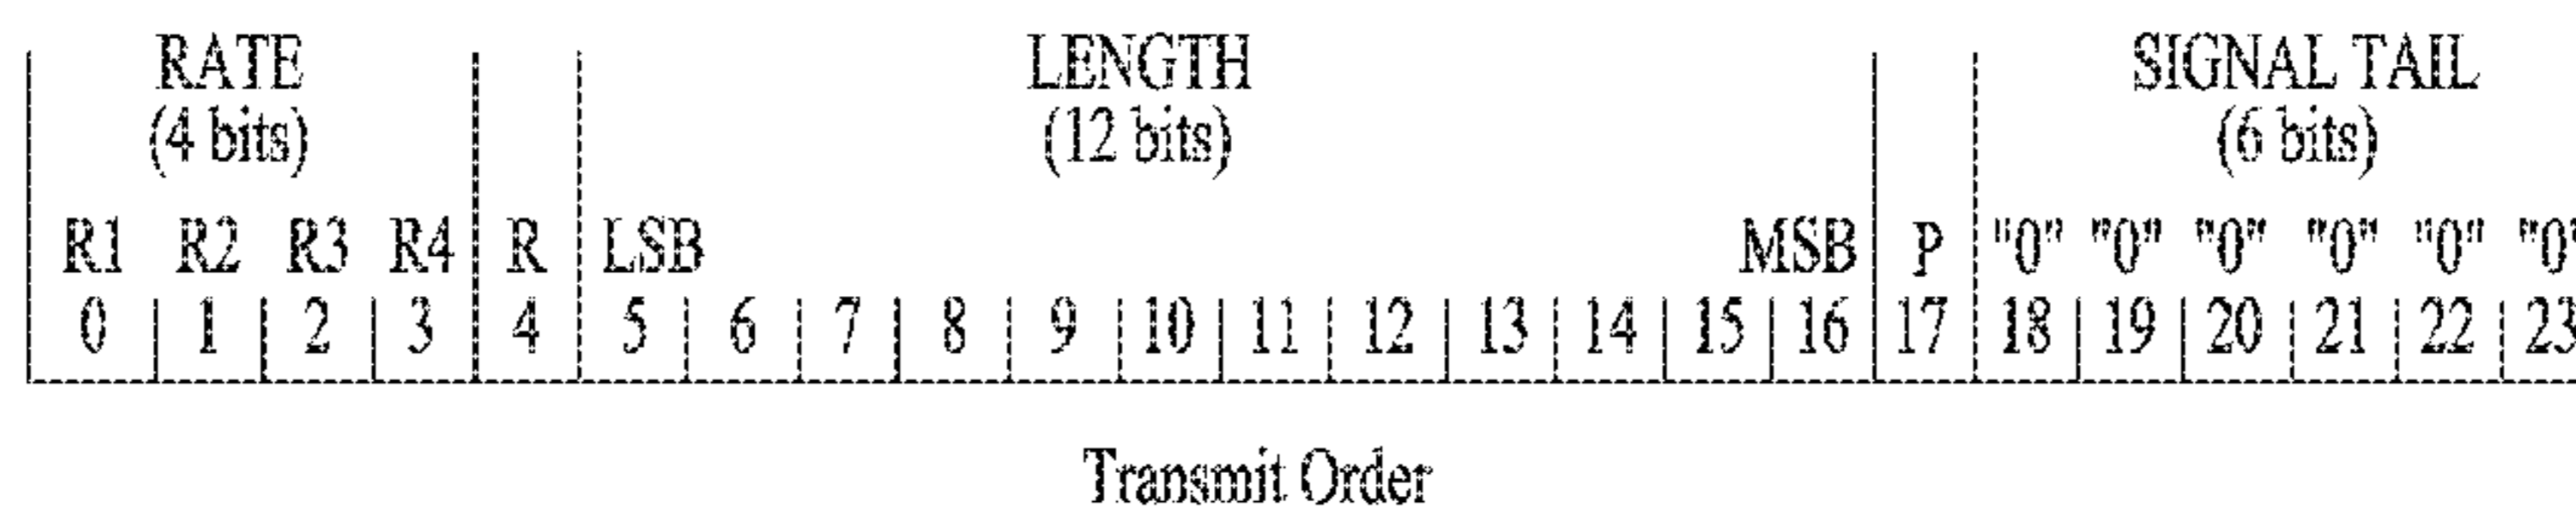 RATE LENGTH SIGNAL TAIL
(4 bits) (12 bits) (6 bits)
R1 R2 R3 R4 R LSB MSB P "0" "0" "0" "0" "0" "0"
0 1 2 3 4 5 6 7 8 9 10 11 12 13 14 15 16 17 18 19 20 21 22 23
Transmit Order